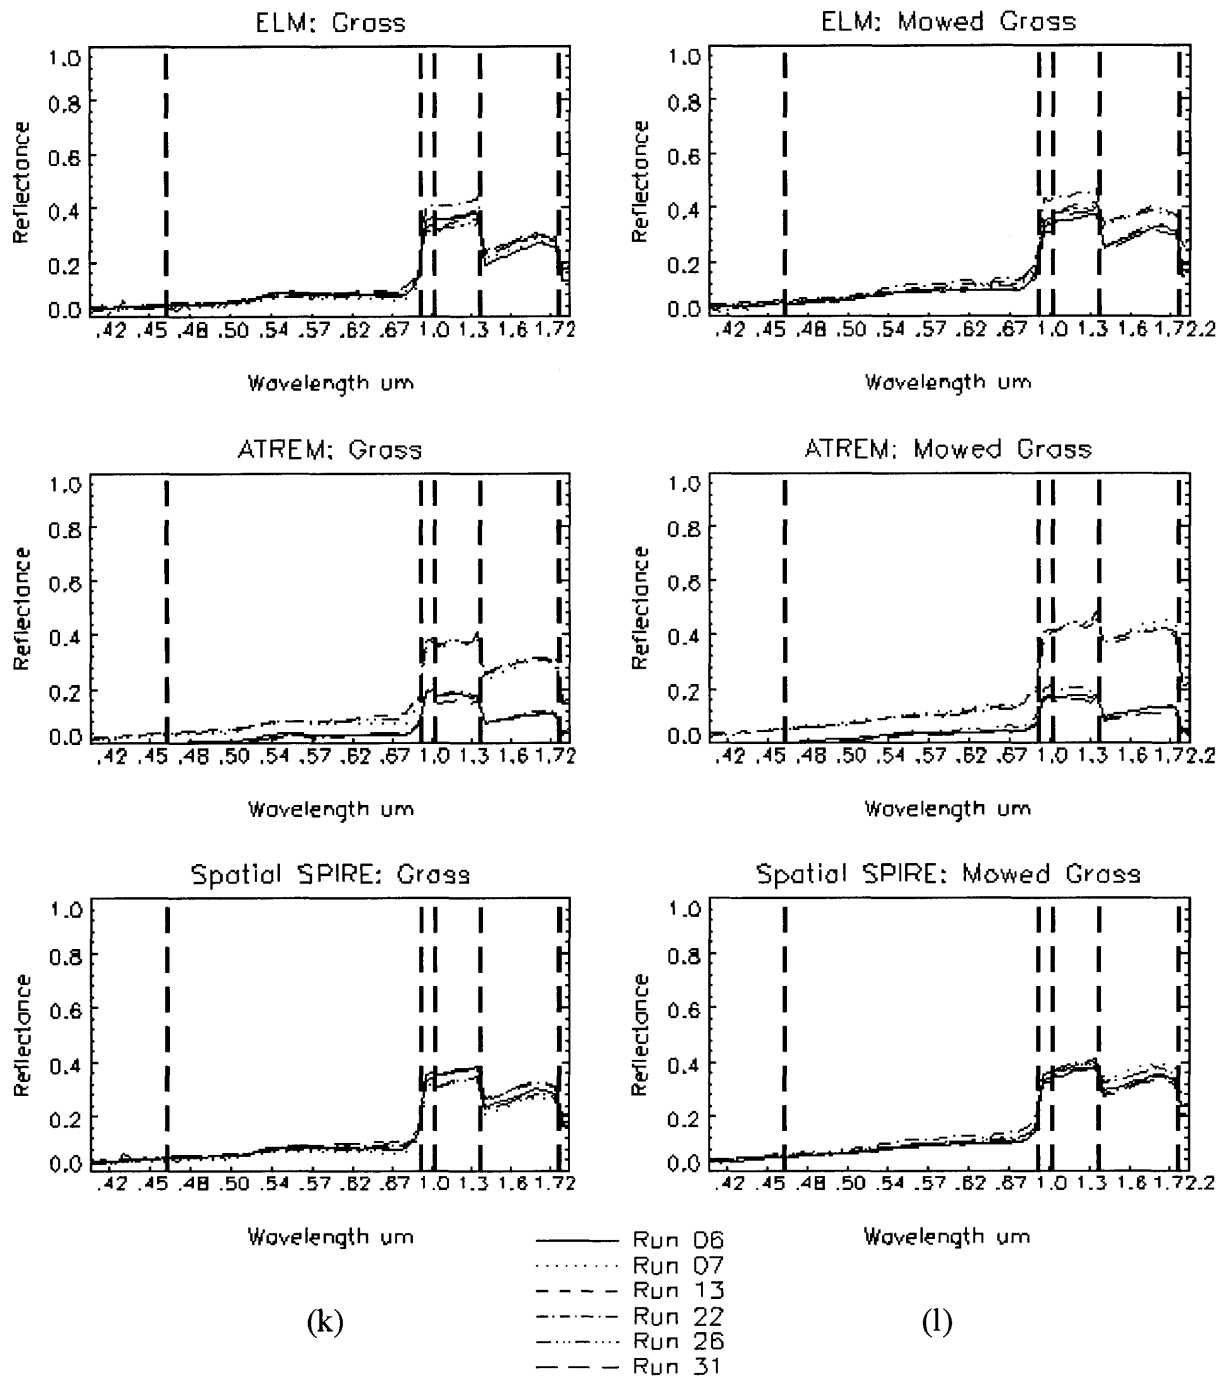 ELM: Grass
ELM: Mowed Grass
1.0
0.8
0.6
0.4
0.2
0.0
Reflectance
.42 .45 .48 .50 .54 .57 .62 .67 1.0 1.3 1.6 1.72
Wavelength um
1.0
0.8
0.6
0.4
0.2
0.0
Reflectance
.42 .45 .48 .50 .54 .57 .62 .67 1.0 1.3 1.6 1.72.2
Wavelength um
ATREM: Grass
ATREM: Mowed Grass
1.0
0.8
0.6
0.4
0.2
0.0
Reflectance
.42 .45 .48 .50 .54 .57 .62 .67 1.0 1.3 1.6 1.72
Wavelength um
1.0
0.8
0.6
0.4
0.2
0.0
Reflectance
.42 .45 .48 .50 .54 .57 .62 .67 1.0 1.3 1.6 1.72.2
Wavelength um
Spatial SPIRE: Grass
Spatial SPIRE: Mowed Grass
1.0
0.8
0.6
0.4
0.2
0.0
Reflectance
.42 .45 .48 .50 .54 .57 .62 .67 1.0 1.3 1.6 1.72
Wavelength um
1.0
0.8
0.6
0.4
0.2
0.0
Reflectance
.42 .45 .48 .50 .54 .57 .62 .67 1.0 1.3 1.6 1.72.2
Wavelength um
Run 06
Run 07
Run 13
Run 22
Run 26
Run 31
(k)
(l)